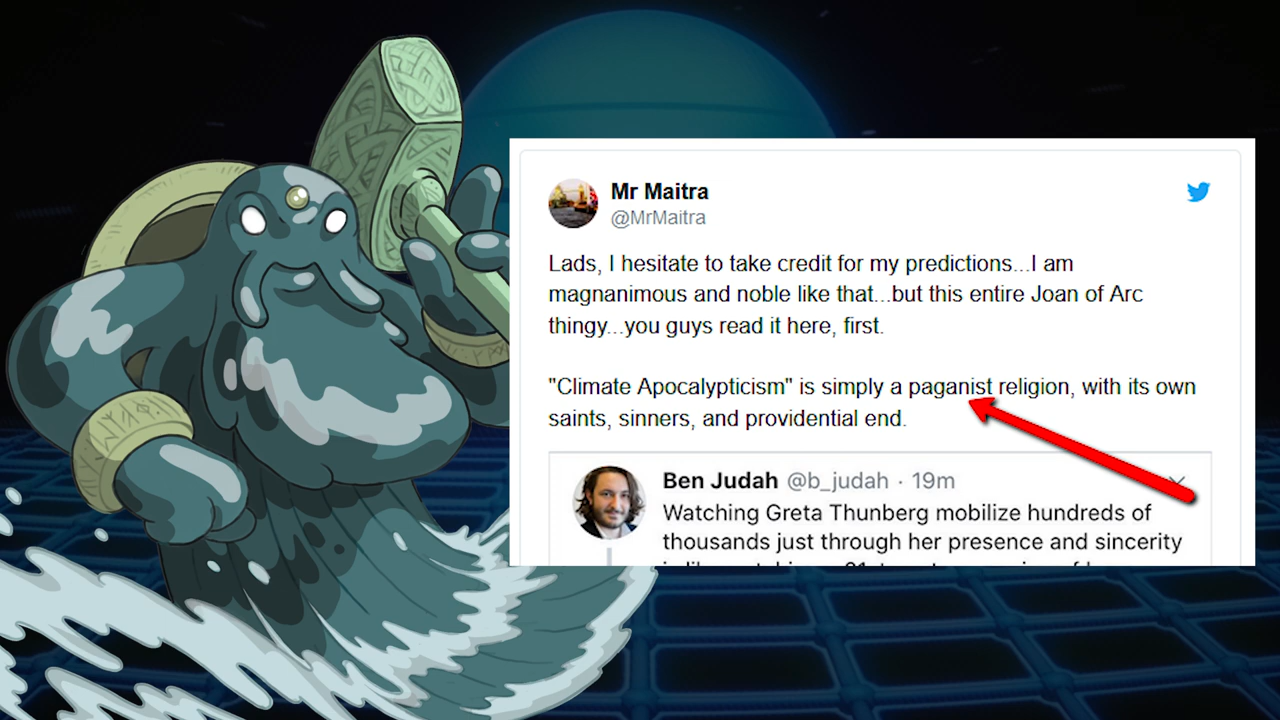 Mr Maitra
@MrMaitra
Lads, I hesitate to take credit for my predictions...I am
magnanimous and noble like that...but this entire Joan of Arc
thingy...you guys read it here, first.
"Climate Apocalypticism" is simply a paganist religion, with its own
saints, sinners, and providential end.
Ben Judah @b_judah · 19m
Watching Greta Thunberg mobilize hundreds of
thousands just through her presence and sincerity